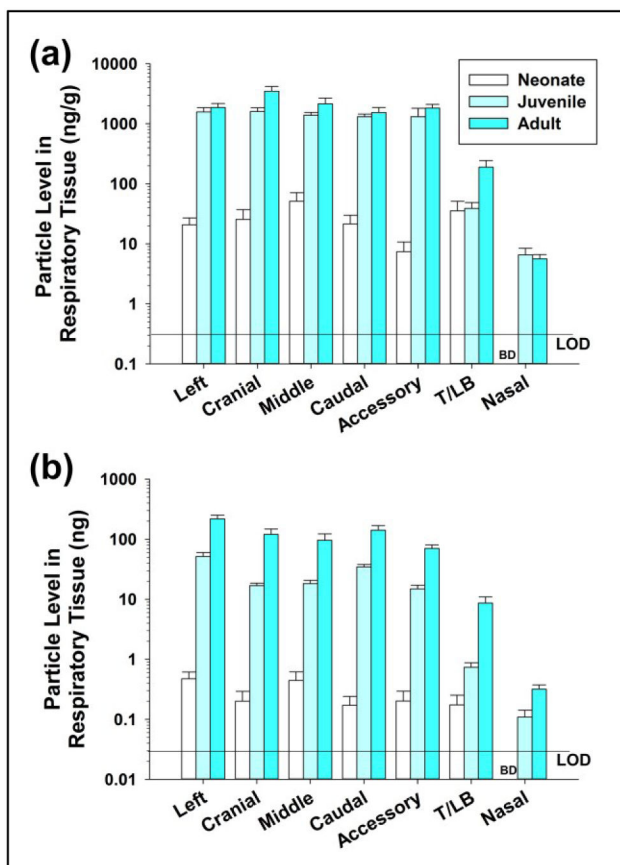 (a)
Particle Level in
Respiratory Tissue (ng/g)
10000
1000
100
10
1
0.1
Neonate
Juvenile
Adult
BD
LOD
Left
Cranial
Middle
Caudal
Accessory
T/LB
Nasal
(b)
Particle Level in
Respiratory Tissue (ng)
1000
100
10
1
0.1
0.01
BD
LOD
Left
Cranial
Middle
Caudal
Accessory
T/LB
Nasal